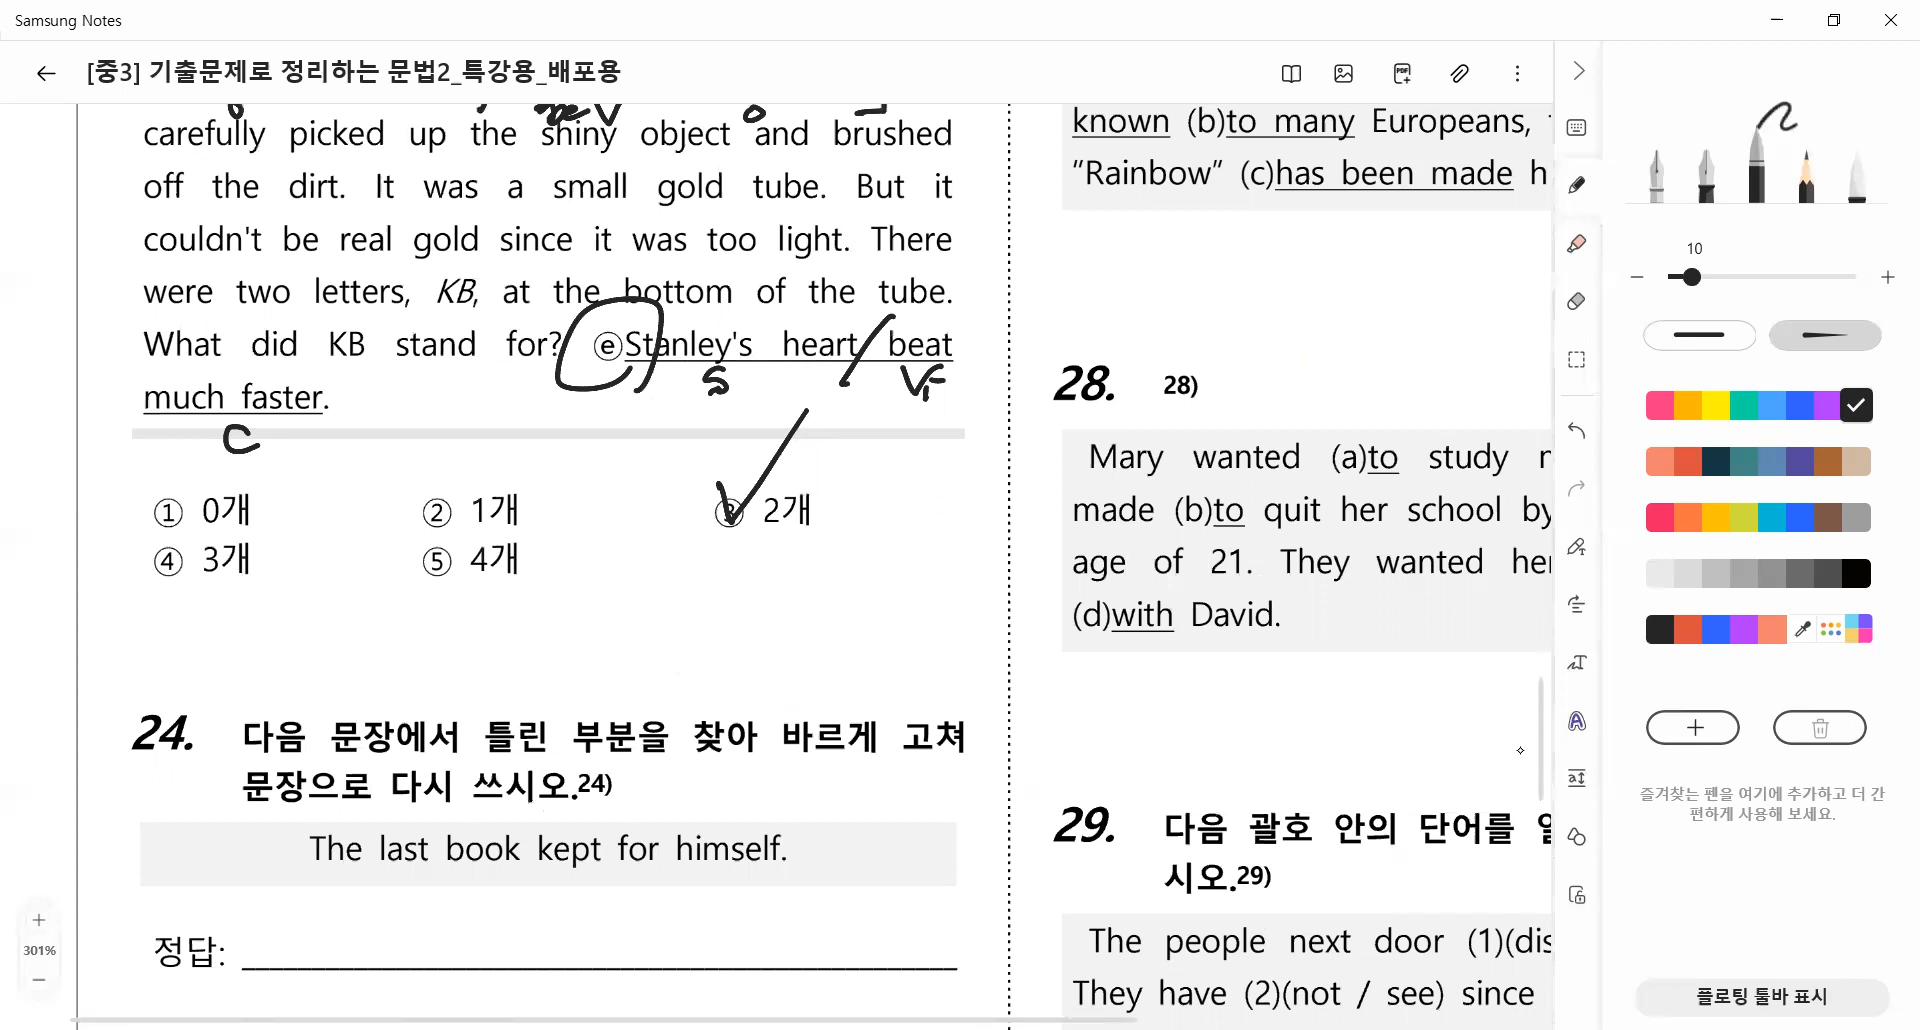 Samsung Notes
[중3] 기출문제로 정리하는 문법2_특강용_배포용
carefully picked up the shiny object and brushed
off the dirt. It was a small gold tube. But it
couldn't be real gold since it was too light. There
were two letters, KB, at the bottom of the tube.
What did KB stand for? ⓔStanley's heart beat
S
V
much faster.
C
① 0개 ② 1개 ③ 2개
④ 3개 ⑤ 4개
24. 다음 문장에서 틀린 부분을 찾아 바르게 고쳐
문장으로 다시 쓰시오.24)
The last book kept for himself.
정답:
known (b)to many Europeans,
"Rainbow" (c)has been made h
28. 28)
Mary wanted (a)to study
made (b)to quit her school by
age of 21. They wanted her
(d)with David.
29. 다음 괄호 안의 단어를
시오.29)
The people next door (1)(dis
They have (2)(not / see) since
301%
10
즐겨찾는 펜을 여기에 추가하고 더 간
편하게 사용해 보세요.
플로팅 툴바 표시